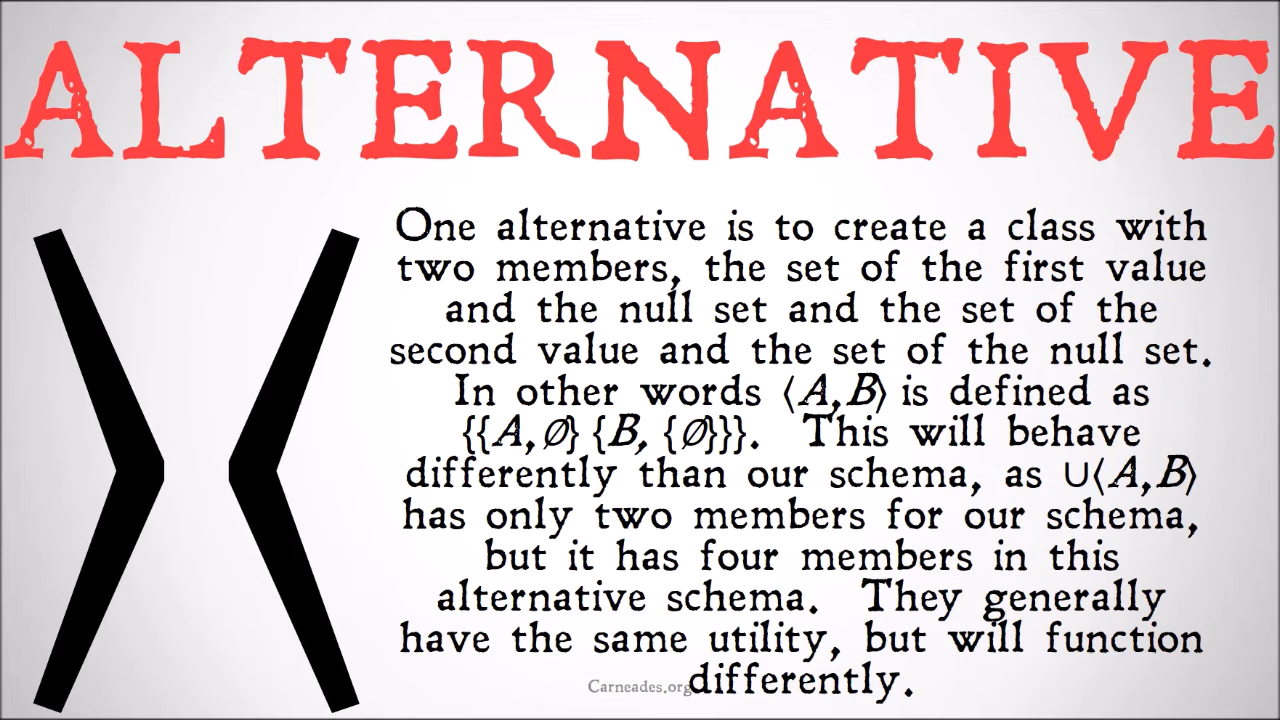 ALTERNATIVE
One alternative is to create a class with
two members, the set of the first value
and the null set and the set of the
second value and the set of the null set.
In other words ⟨A,B⟩ is defined as
{{A,∅} {B, {∅}}}. This will behave
differently than our schema, as ∪⟨A,B⟩
has only two members for our schema,
but it has four members in this
alternative schema. They generally
have the same utility, but will function
differently.
Carneades.org